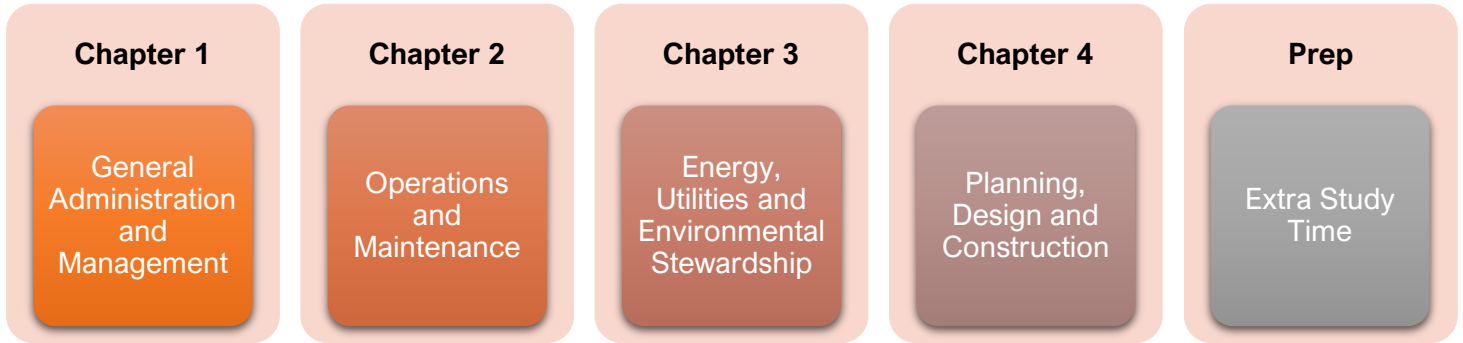 Chapter 1
General
Administration
and
Management
Chapter 2
Operations
and
Maintenance
Chapter 3
Energy,
Utilities and
Environmental
Stewardship
Chapter 4
Planning,
Design and
Construction
Prep
Extra Study
Time